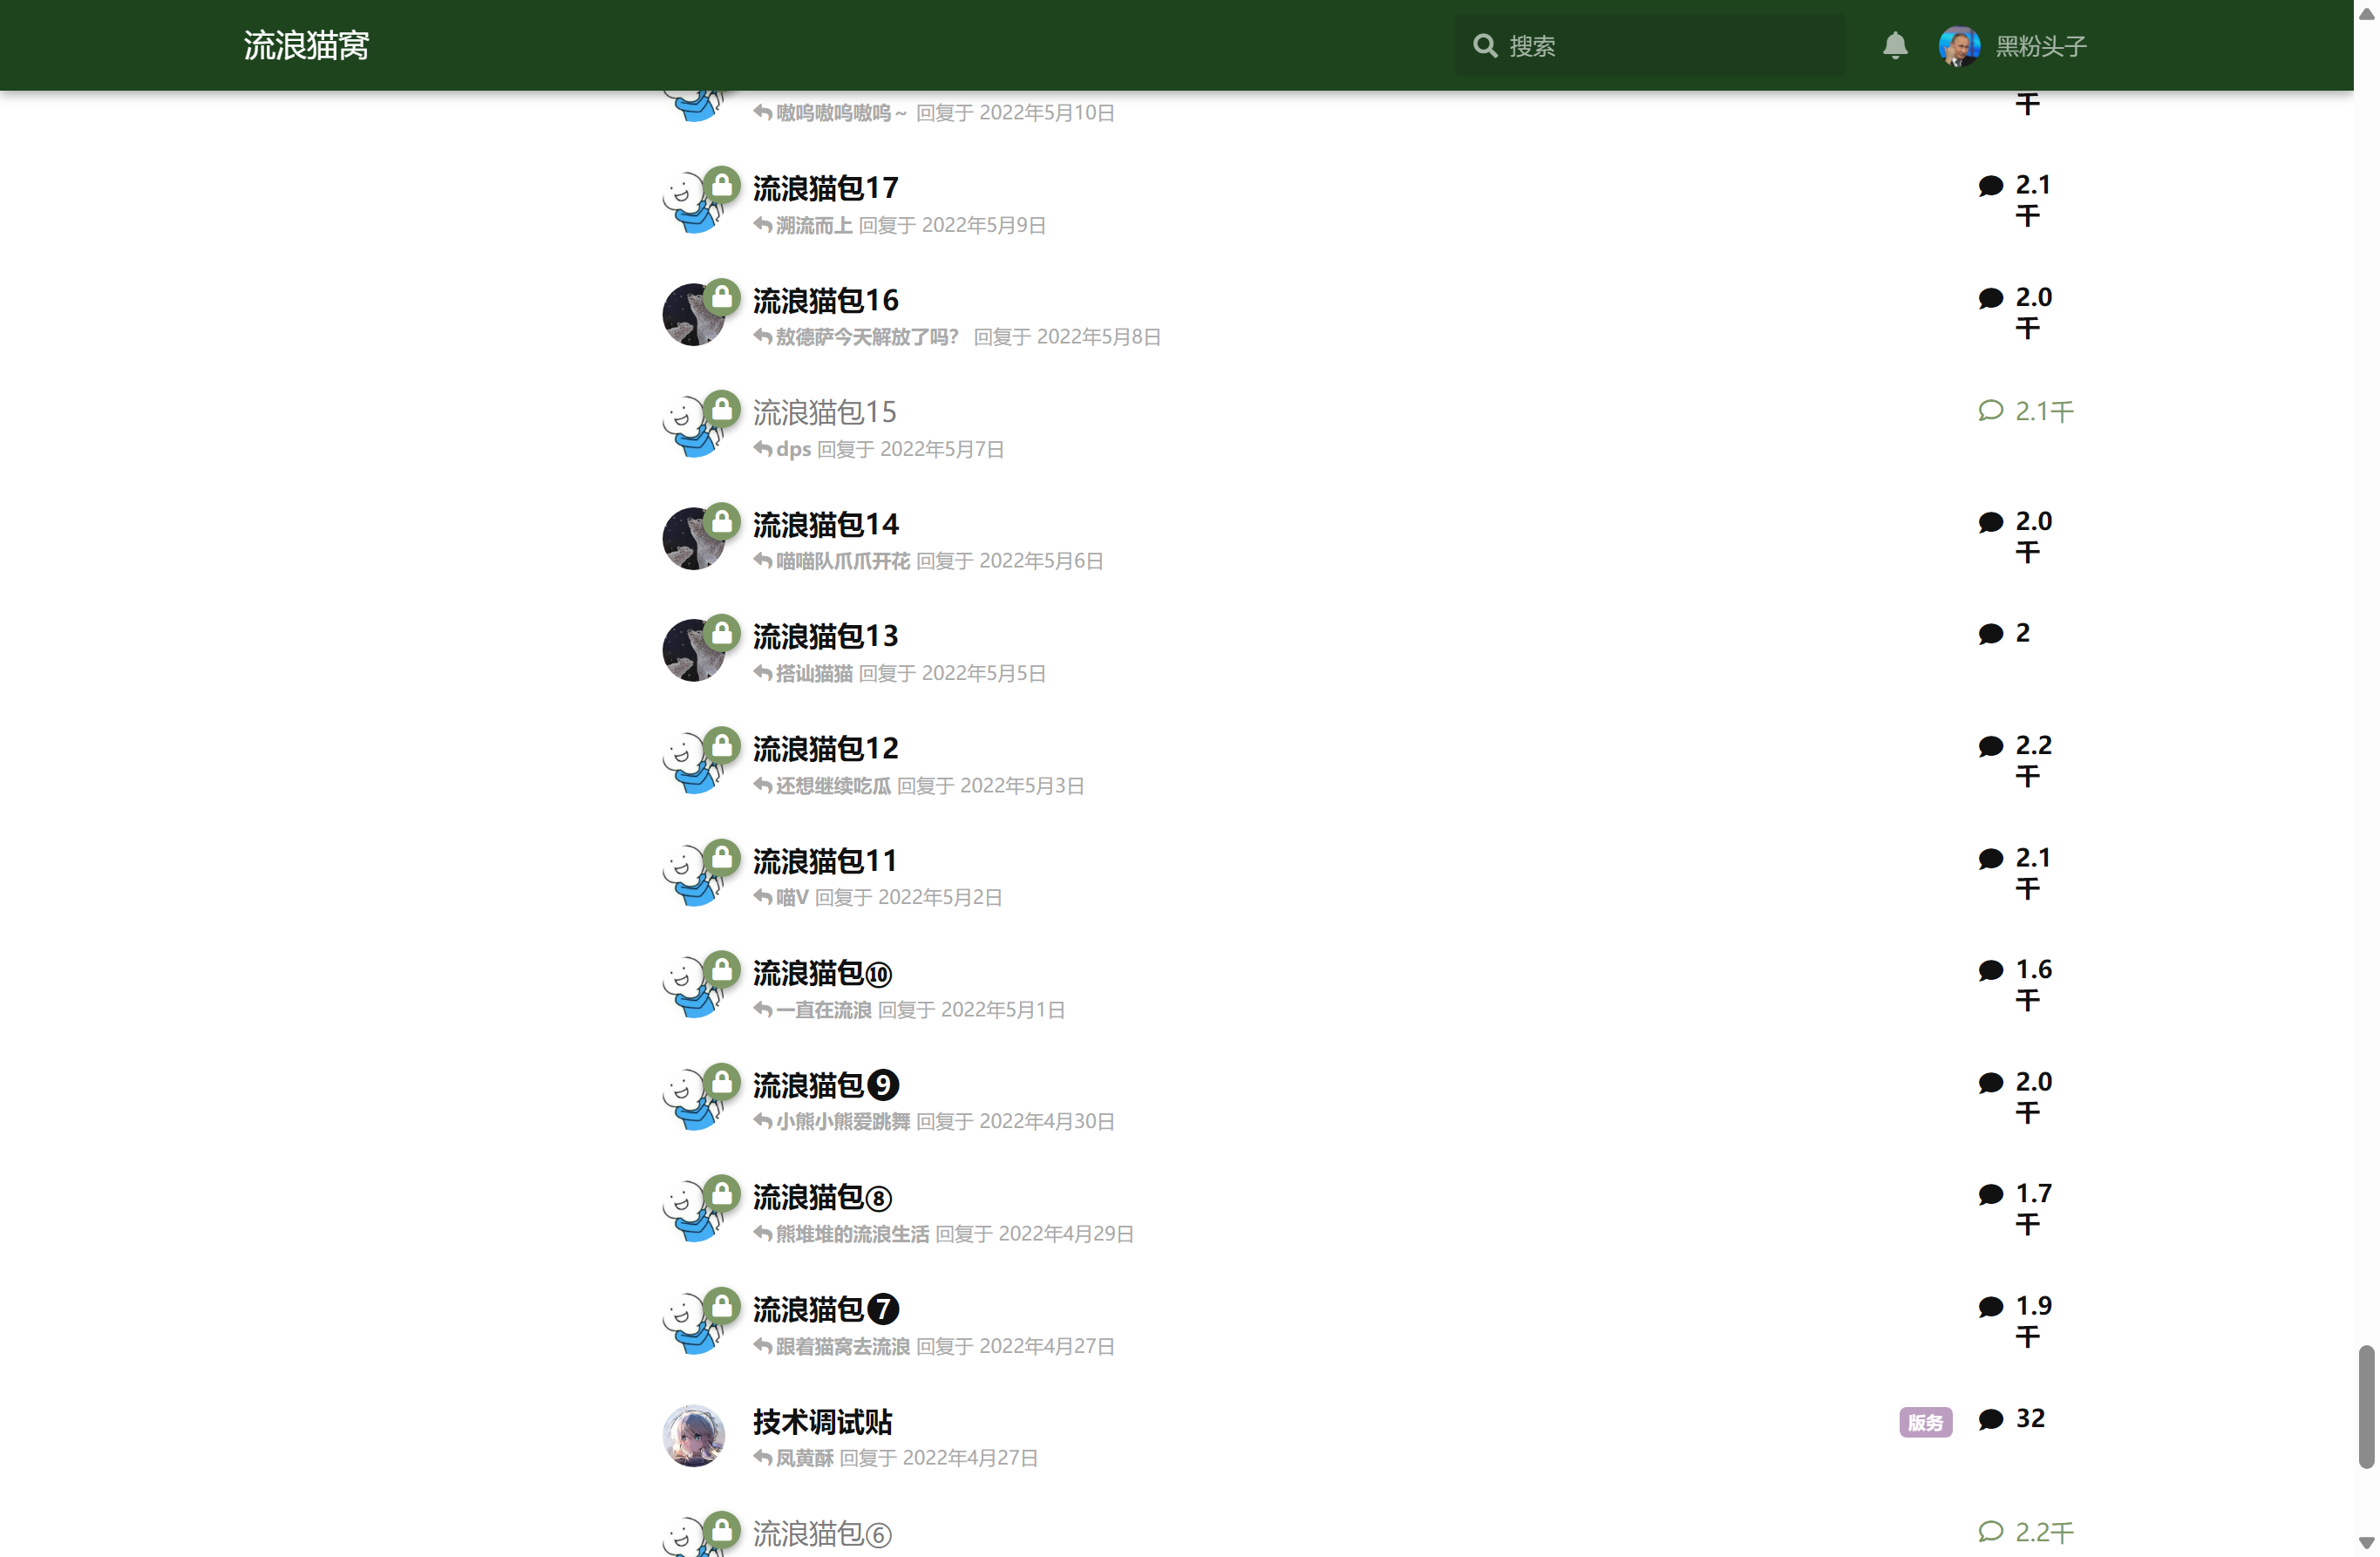 流浪猫窝
搜索
黑粉头子
嗷呜嗷呜嗷呜~ 回复于 2022年5月10日
千
流浪猫包17
2.1
千
溯流而上 回复于 2022年5月9日
流浪猫包16
2.0
千
敖德萨今天解放了吗? 回复于 2022年5月8日
流浪猫包15
2.1千
dps 回复于 2022年5月7日
流浪猫包14
2.0
千
喵喵队爪爪开花 回复于 2022年5月6日
流浪猫包13
2
搭讪猫猫 回复于 2022年5月5日
流浪猫包12
2.2
千
还想继续吃瓜 回复于 2022年5月3日
流浪猫包11
2.1
千
喵V 回复于 2022年5月2日
流浪猫包⑩
1.6
千
一直在流浪 回复于 2022年5月1日
流浪猫包❾
2.0
千
小熊小熊爱跳舞 回复于 2022年4月30日
流浪猫包⑧
1.7
千
熊堆堆的流浪生活 回复于 2022年4月29日
流浪猫包❼
1.9
千
跟着猫窝去流浪 回复于 2022年4月27日
技术调试贴
版务
32
凤黄酥 回复于 2022年4月27日
流浪猫包⑥
2.2千